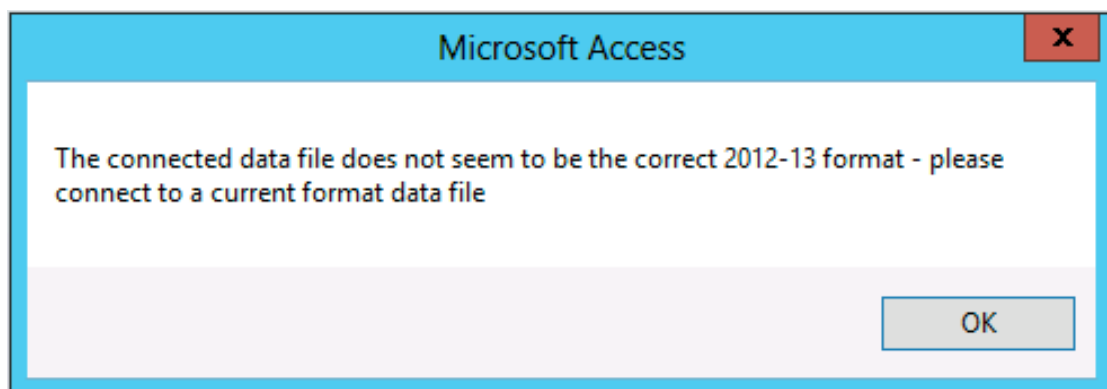 Microsoft Access
x
The connected data file does not seem to be the correct 2012-13 format - please
connect to a current format data file
OK